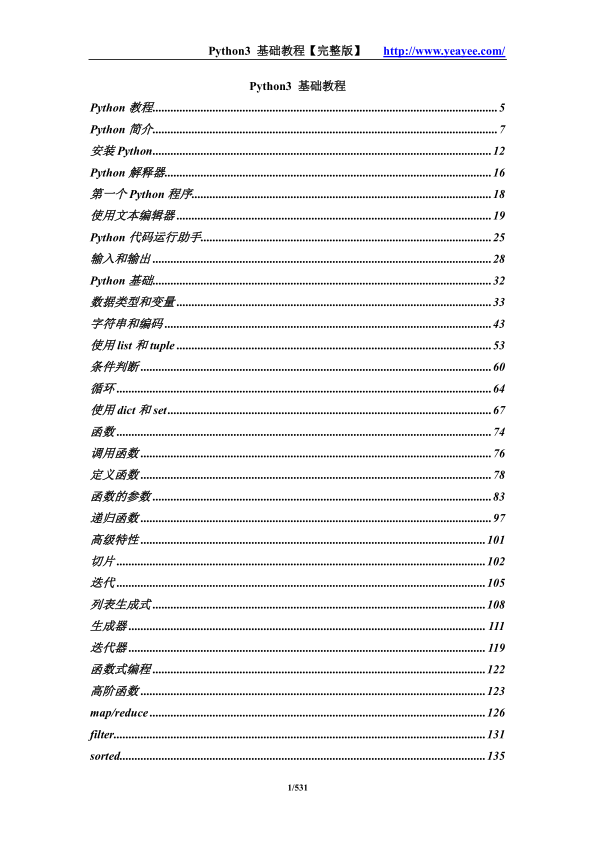 Python3 基础教程【完整版】 http://www.yeayee.com/
Python3 基础教程
Python 教程 5
Python 简介 7
安装 Python 12
Python 解释器 16
第一个 Python 程序 18
使用文本编辑器 19
Python 代码运行助手 25
输入和输出 28
Python 基础 32
数据类型和变量 33
字符串和编码 43
使用 list 和 tuple 53
条件判断 60
循环 64
使用 dict 和 set 67
函数 74
调用函数 76
定义函数 78
函数的参数 83
递归函数 97
高级特性 101
切片 102
迭代 105
列表生成式 108
生成器 111
迭代器 119
函数式编程 122
高阶函数 123
map/reduce 126
filter 131
sorted 135
1/531